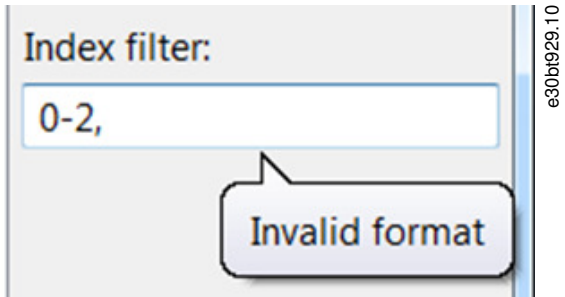 Index filter:
0-2,
Invalid format
e30bt929.10